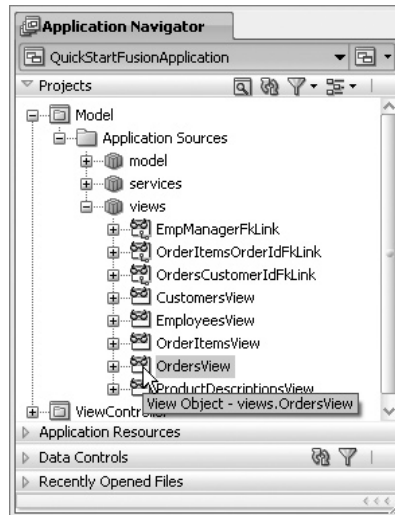 Application Navigator
QuickStartFusionApplication
Projects
Model
Application Sources
model
services
views
EmpManagerFkLink
OrderItemsOrderIdFkLink
OrdersCustomerIdFkLink
CustomersView
EmployeesView
OrderItemsView
OrdersView
ProductDescriptionsView
ViewController
View Object - views.OrdersView
Application Resources
Data Controls
Recently Opened Files